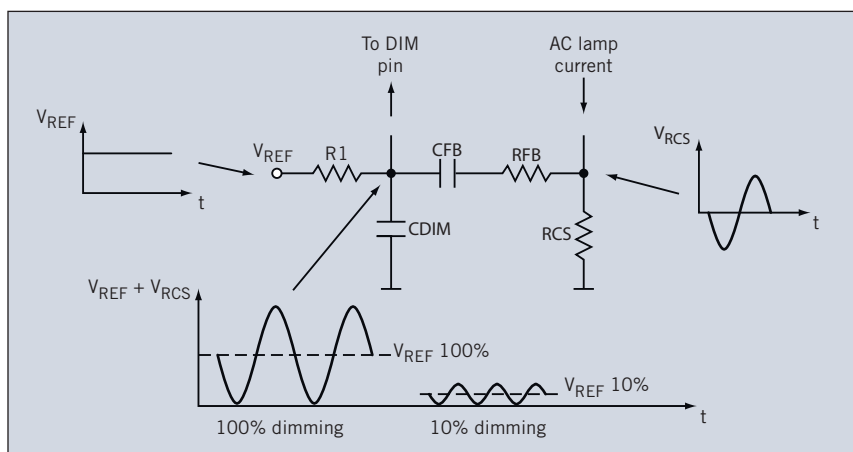 To DIM
pin
AC lamp
current
V_REF
t
V_REF
R1
CFB
RFB
CDIM
RCS
V_RCS
t
V_REF + V_RCS
V_REF 100%
V_REF 10%
t
100% dimming
10% dimming